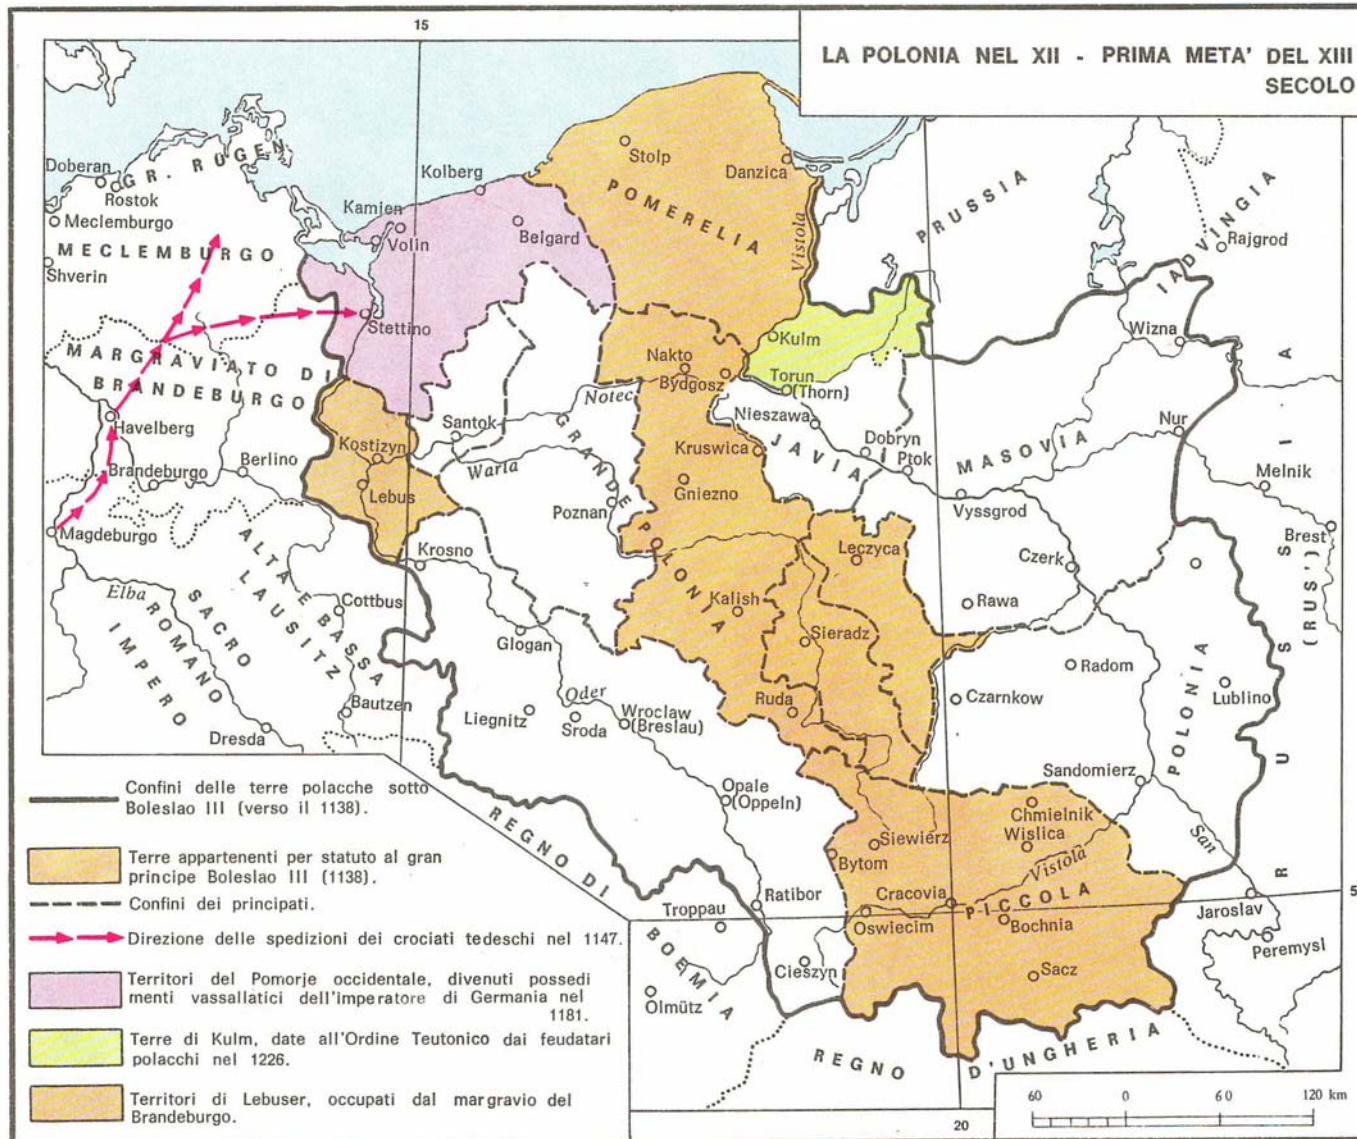 15
LA POLONIA NEL XII - PRIMA META' DEL XIII
SECOLO
Doberan
GR. RÜGEN
Rostok
Meclemburgo
MECLEMBURGO
Shverin
Kolberg
Kamien
Volin
Belgard
Stolp
Danzica
POMERELIA
Vistola
PRUSSIA
IADVINGIA
Rajgrod
Stettino
Kulm
Wizna
MARGRAVIATO DI
BRANDEBURGO
Nakto
Bydgosz
Torun
(Thorn)
Notec
Nieszawa
Havelberg
Santok
Kostizyn
Warta
GRANDE POLONIA
Kruswica
JAVIA
Dobryn
Ptok
MASOVIA
Nur
Brandeburgo
Berlino
Lebus
Gniezno
Melnik
Poznan
Vyssgrod
Magdeburgo
Krosno
Leczyca
Czerk
Brest
ALTA E BASSA
LAUSITZ
Elba
SACRO
ROMANO
IMPERO
Cottbus
Kalish
Rawa
RUSSIA
(RUS')
Glogan
Sieradz
Radom
Lublino
Oder
Bautzen
Liegnitz
Sroda
Wroclaw
(Breslau)
Ruda
Czarnkow
Dresda
POLONIA
Sandomierz
Opale
(Oppeln)
Chmielnik
Wislica
San
REGNO DI
BOEMIA
Siewierz
Bytom
Vistola
Cracovia
PICCOLA
Ratibor
Troppau
Oswiecim
Bochnia
Jaroslav
5
Peremysl
Cieszyn
Sacz
Olmütz
REGNO D'UNGHERIA
Confini delle terre polacche sotto
Boleslao III (verso il 1138).
Terre appartenenti per statuto al gran
principe Boleslao III (1138).
Confini dei principati.
Direzione delle spedizioni dei crociati tedeschi nel 1147.
Territori del Pomorje occidentale, divenuti possedi
menti vassallatici dell'imperatore di Germania nel
1181.
Terre di Kulm, date all'Ordine Teutonico dai feudatari
polacchi nel 1226.
Territori di Lebuser, occupati dal margravio del
Brandeburgo.
60 0 60 120 km
20